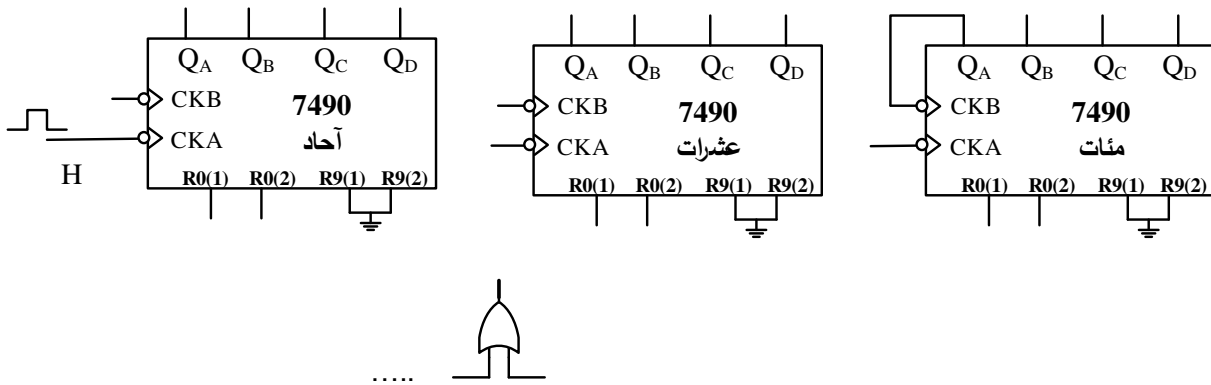 QA QB QC QD
CKB
7490
CKA
آحاد
R0(1) R0(2) R9(1) R9(2)
H
QA QB QC QD
CKB
7490
CKA
عشرات
R0(1) R0(2) R9(1) R9(2)
QA QB QC QD
CKB
7490
CKA
مئات
R0(1) R0(2) R9(1) R9(2)
.....